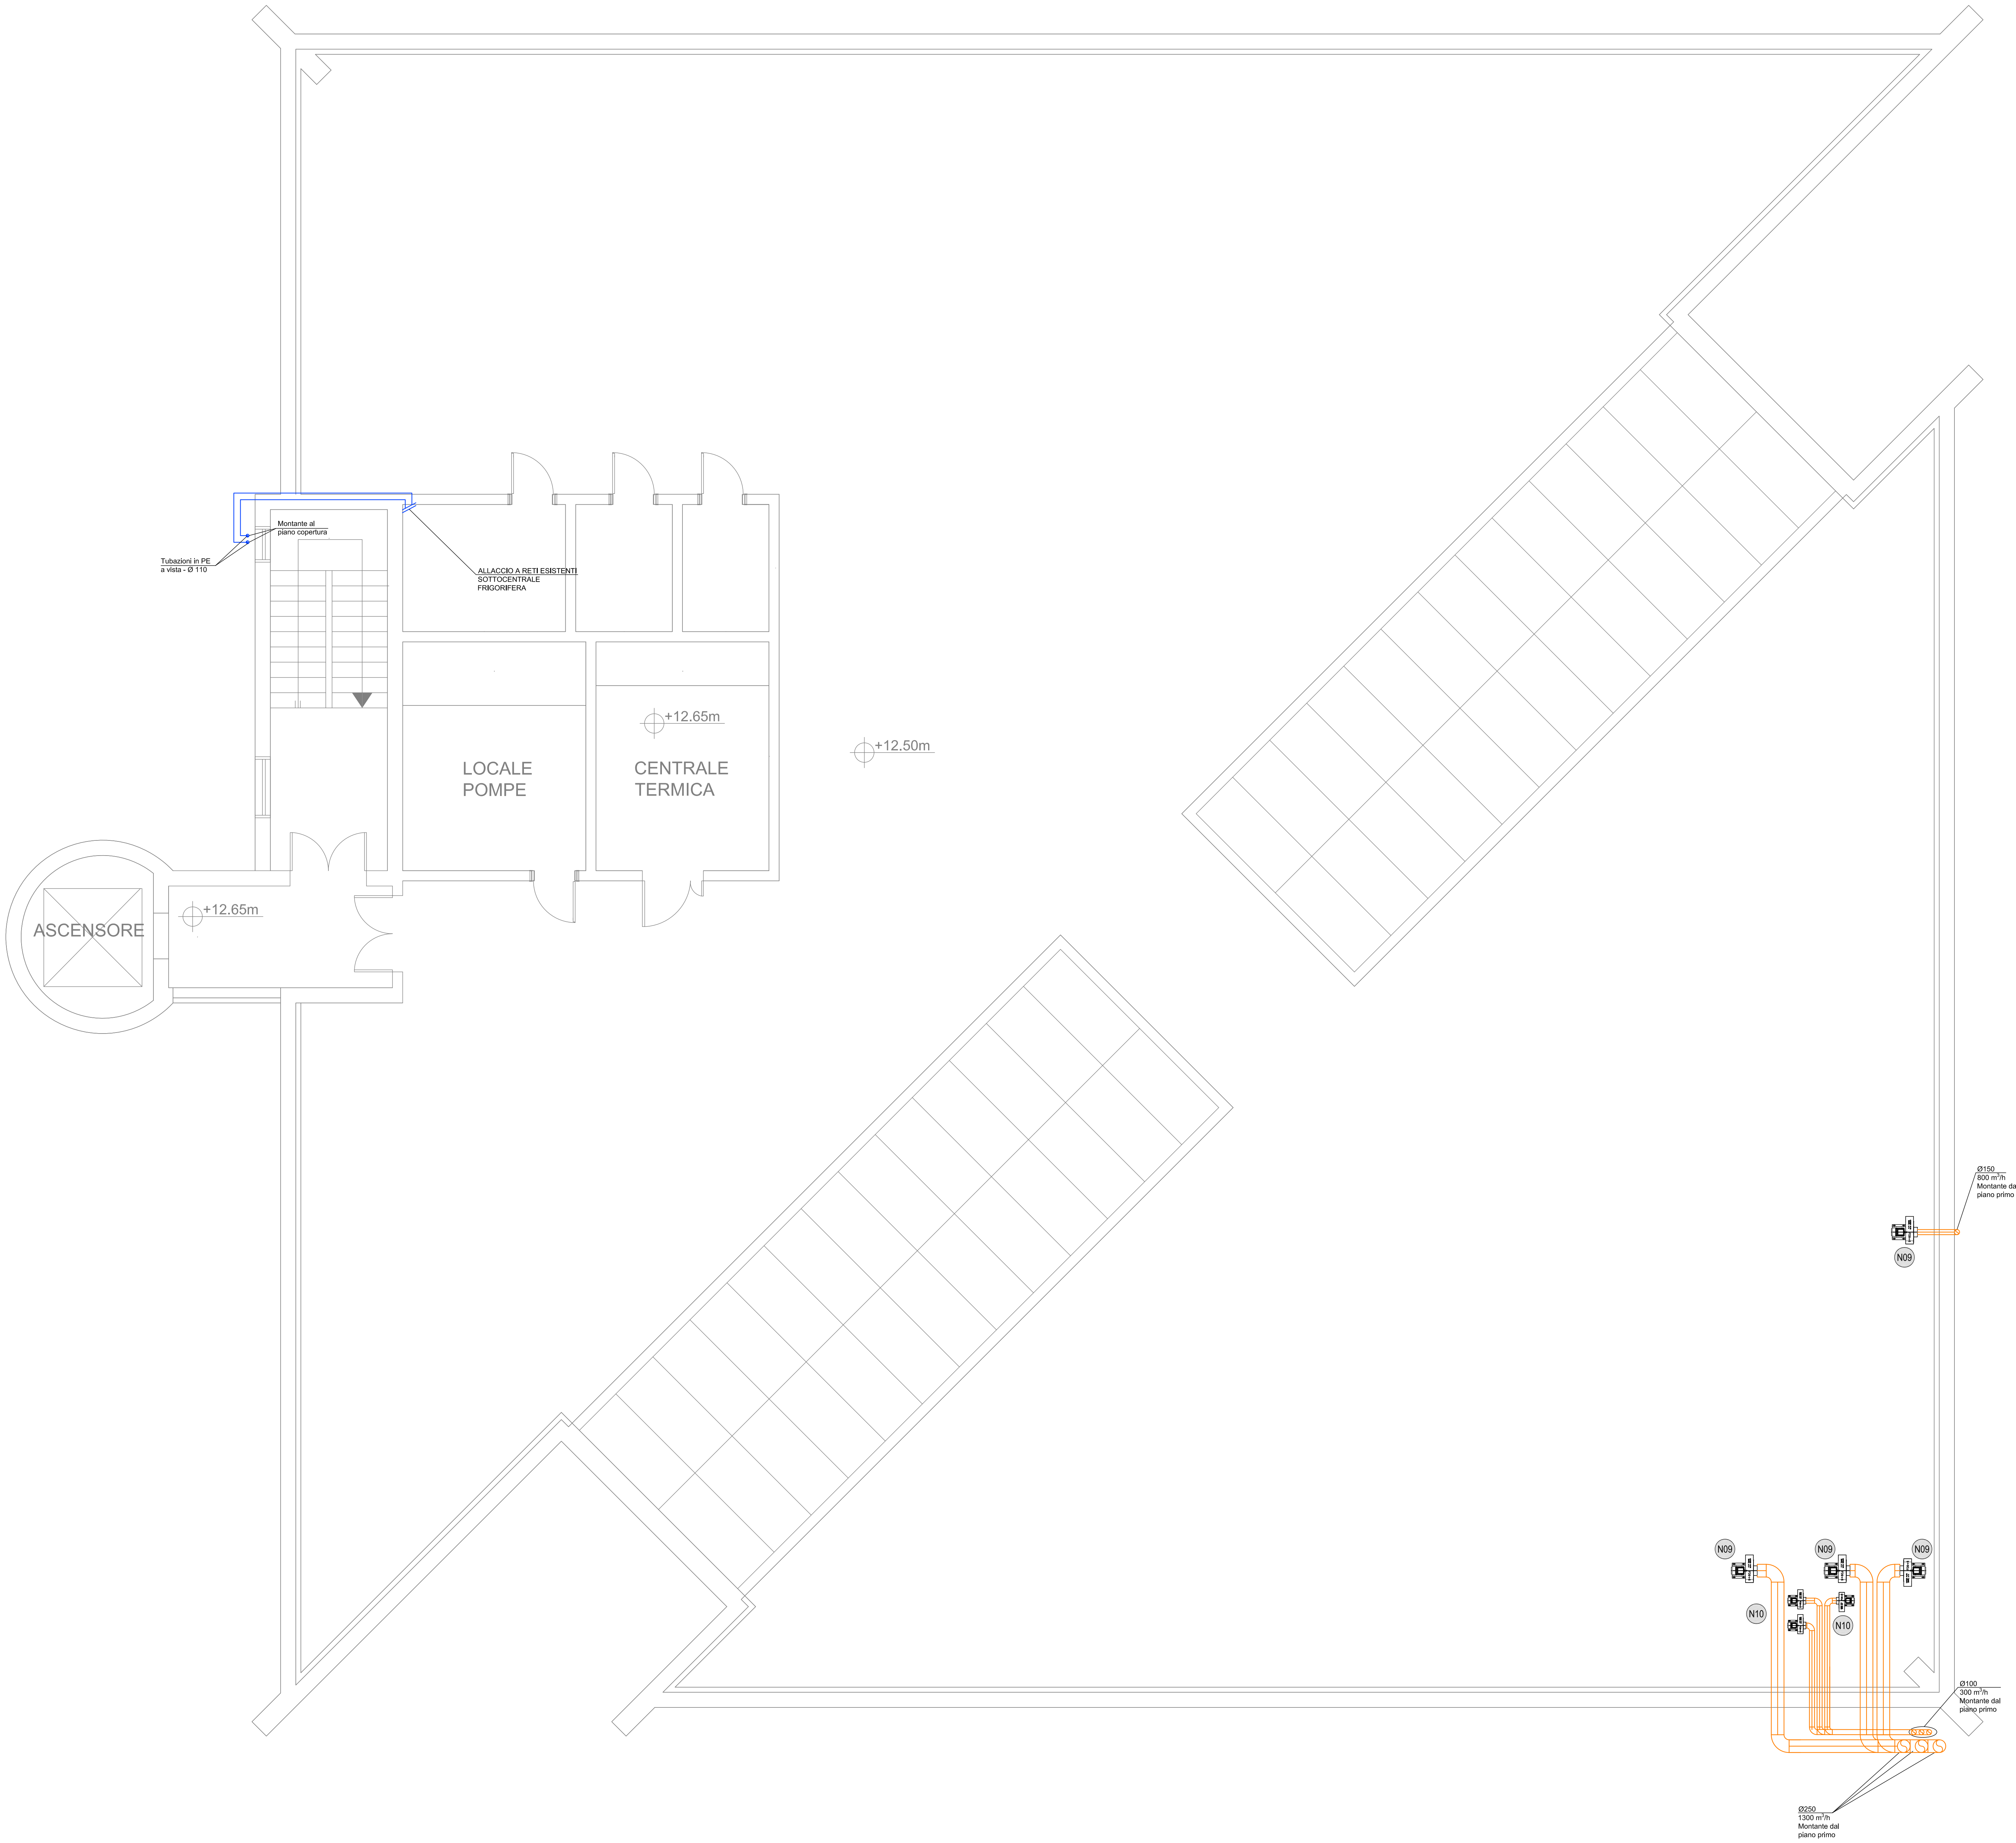 Montante al
piano copertura
Tubazioni in PE
a vista - Ø 110
ALLACCIO A RETI ESISTENTI
SOTTOCENTRALE
FRIGORIFERA
+12.65m
+12.50m
LOCALE
POMPE
CENTRALE
TERMICA
+12.65m
ASCENSORE
Ø150
800 m³/h
Montante da
piano primo
N09
N09
N09
N09
N10
N10
Ø100
300 m³/h
Montante dal
piano primo
Ø250
1300 m³/h
Montante dal
piano primo